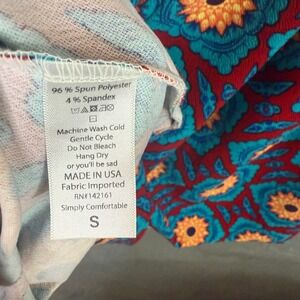 96 % Spun Polyester
4 % Spandex
Machine Wash Cold
Gentle Cycle
Do Not Bleach
Hang Dry
or you'll be sad
MADE IN USA
Fabric Imported
RN#142161
Simply Comfortable
S